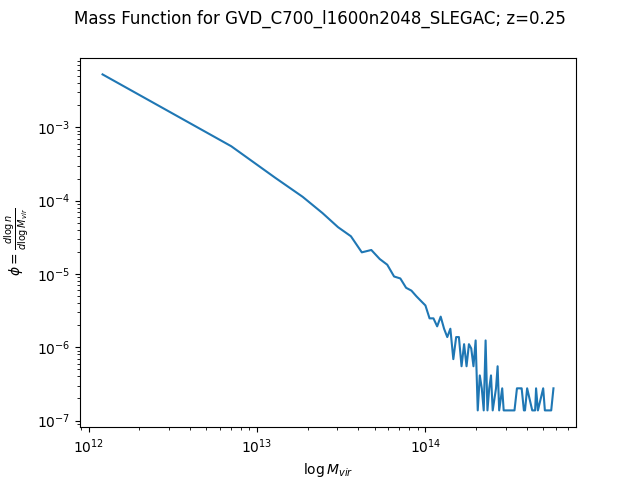 Mass Function for GVD_C700_l1600n2048_SLEGAC; z=0.25
10⁻³
10⁻⁴
10⁻⁵
10⁻⁶
10⁻⁷
ϕ = d log n / d log M_vir
10¹² 10¹³ 10¹⁴
log M_vir